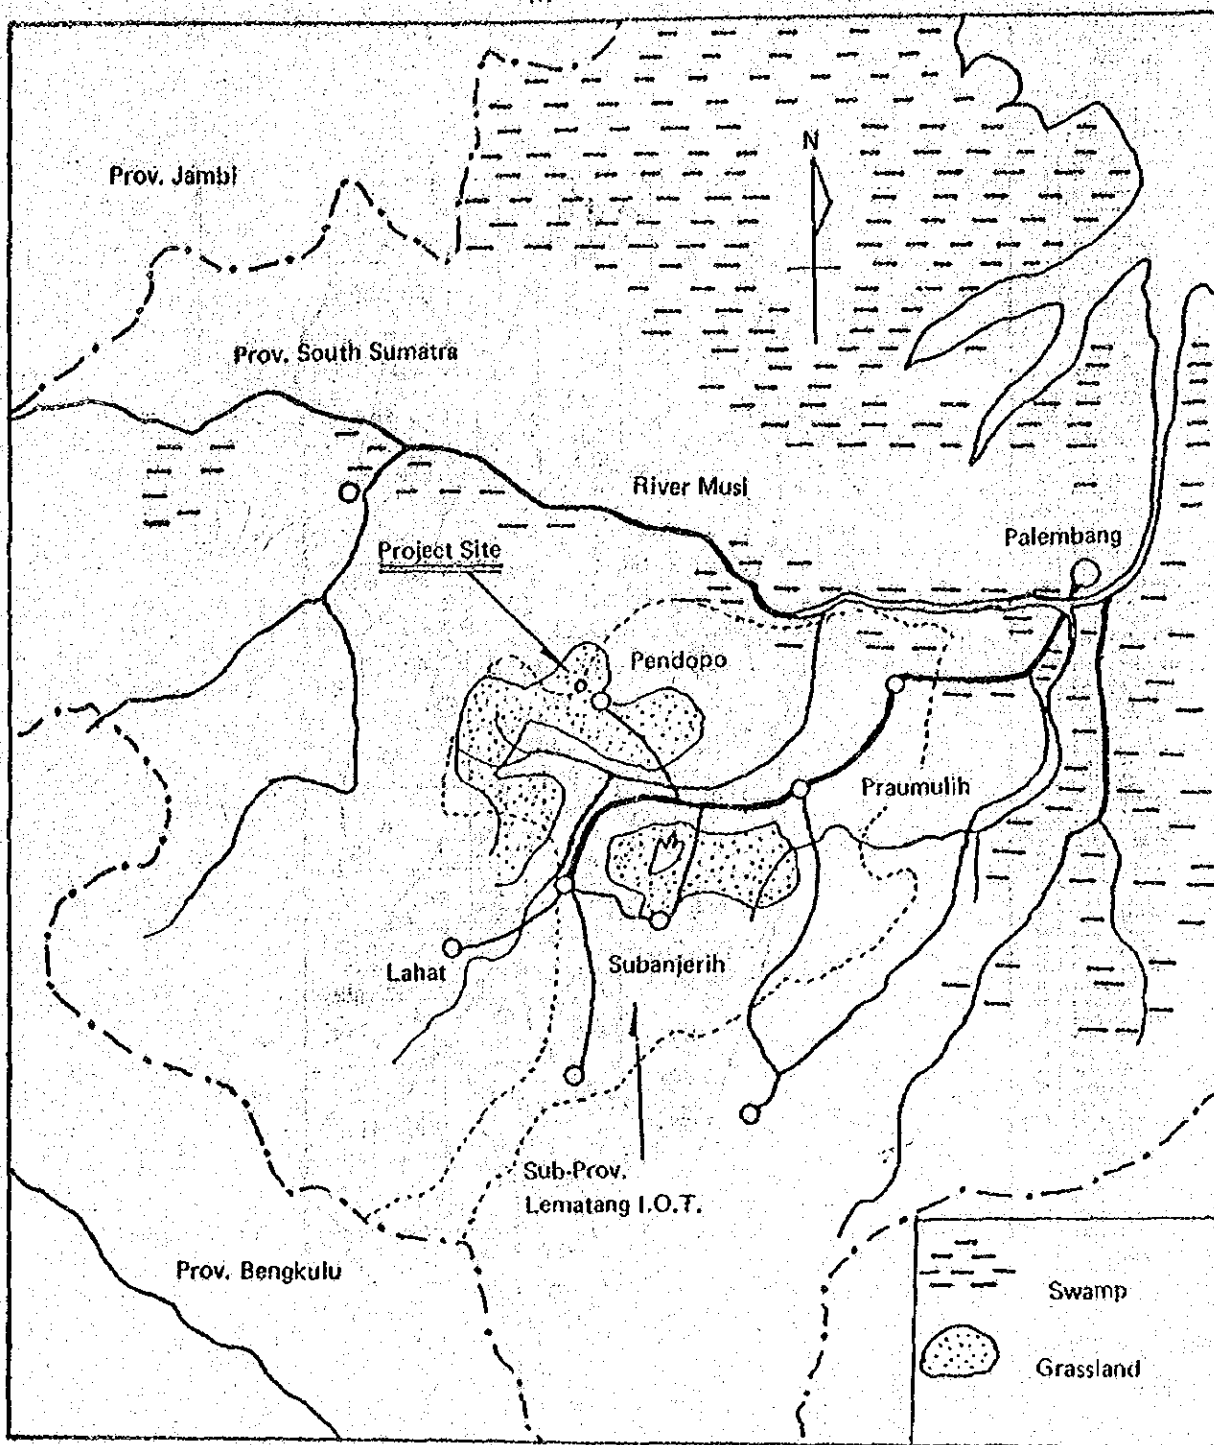 N
Prov. Jambi
Prov. South Sumatra
River Musi
Project Site
Palembang
Pendopo
Praumulih
Lahat
Subanjerih
Sub-Prov.
Lematang I.O.T.
Prov. Bengkulu
Swamp
Grassland